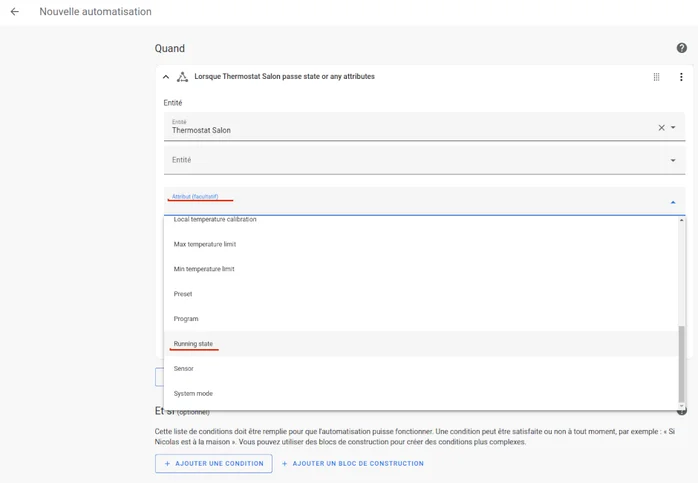 Nouvelle automatisation
Quand
Lorsque Thermostat Salon passe state or any attributes
Entité
Entité
Thermostat Salon
Entité
Attribut (facultatif)
Local temperature calibration
Max temperature limit
Min temperature limit
Preset
Program
Running state
Sensor
System mode
Et si (optionnel)
Cette liste de conditions doit être remplie pour que l'automatisation puisse fonctionner. Une condition peut être satisfaite ou non à tout moment, par exemple : « Si
Nicolas est à la maison ». Vous pouvez utiliser des blocs de construction pour créer des conditions plus complexes.
+ AJOUTER UNE CONDITION + AJOUTER UN BLOC DE CONSTRUCTION